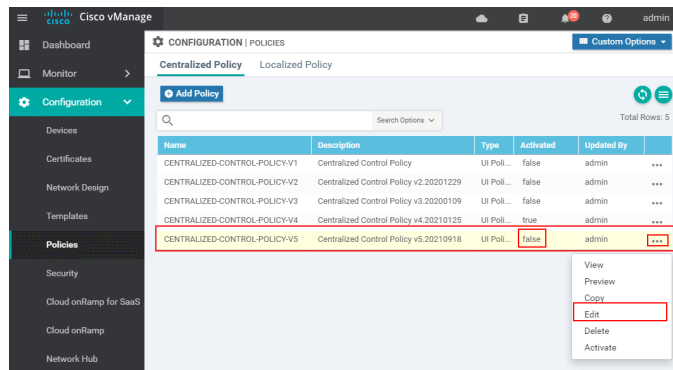 CISCO Cisco vManage
20
admin
Dashboard
Monitor
Configuration
Devices
Certificates
Network Design
Templates
Policies
Security
Cloud onRamp for SaaS
Cloud onRamp
Network Hub
CONFIGURATION | POLICIES
Custom Options
Centralized Policy Localized Policy
Add Policy
Search Options
Total Rows: 5
Name Description Type Activated Updated By
CENTRALIZED-CONTROL-POLICY-V1 Centralized Control Policy UI Poli... false admin ...
CENTRALIZED-CONTROL-POLICY-V2 Centralized Control Policy v2.20201229 UI Poli... false admin ...
CENTRALIZED-CONTROL-POLICY-V3 Centralized Control Policy v3.20200109 UI Poli... false admin ...
CENTRALIZED-CONTROL-POLICY-V4 Centralized Control Policy v4.20210125 UI Poli... true admin ...
CENTRALIZED-CONTROL-POLICY-V5 Centralized Control Policy v5.20210918 UI Poli... false admin ...
View
Preview
Copy
Edit
Delete
Activate